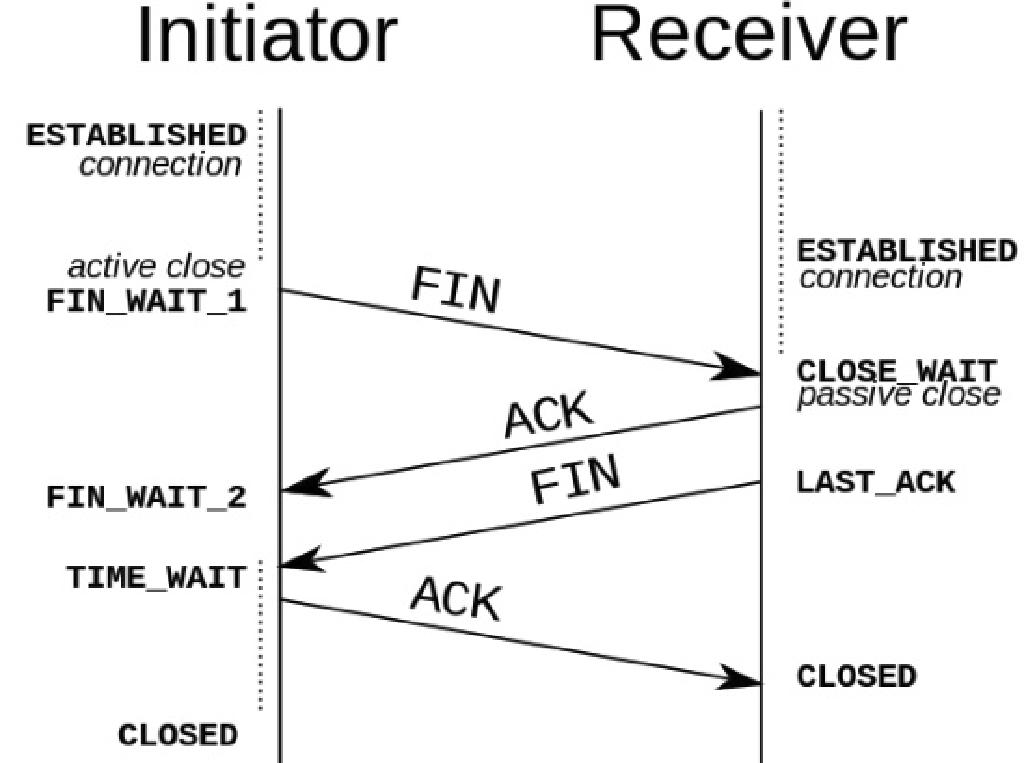 Initiator
Receiver
ESTABLISHED
connection
active close
FIN_WAIT_1
FIN
ESTABLISHED
connection
CLOSE_WAIT
passive close
ACK
FIN
LAST_ACK
FIN_WAIT_2
TIME_WAIT
ACK
CLOSED
CLOSED